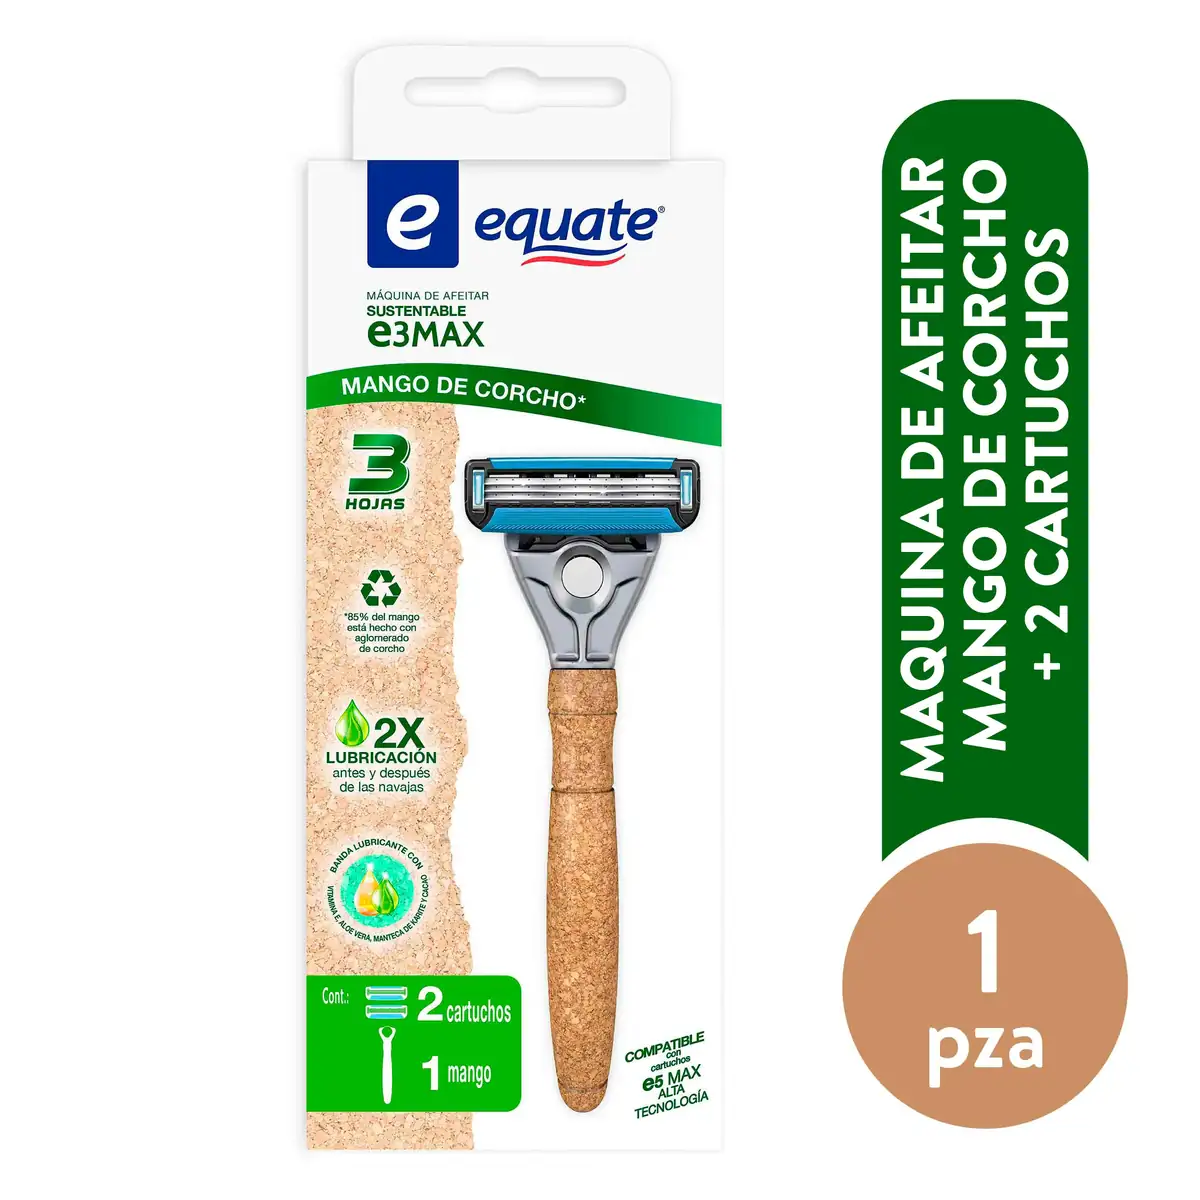 e equate®
MÁQUINA DE AFEITAR
SUSTENTABLE
e3MAX
MANGO DE CORCHO*
3
HOJAS
*85% del mango
está hecho con
aglomerado
de corcho
2X
LUBRICACIÓN
antes y después
de las navajas
BANDA LUBRICANTE CON
VITAMINA E, ALOE VERA, MANTECA DE KARITE Y CACAO
Cont.: 2 cartuchos
1 mango
COMPATIBLE
con
cartuchos
e5 MAX
ALTA
TECNOLOGÍA
MAQUINA DE AFEITAR
MANGO DE CORCHO
+ 2 CARTUCHOS
1
pza